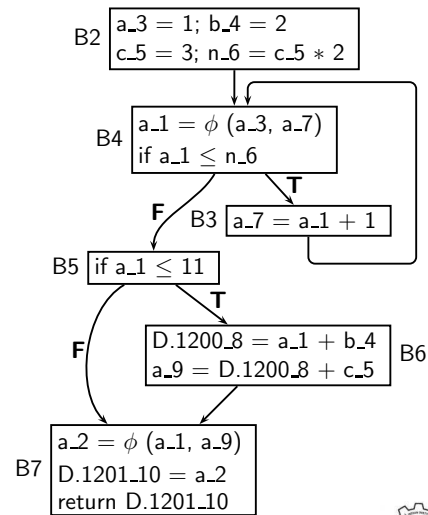 B2
a_3 = 1; b_4 = 2
c_5 = 3; n_6 = c_5 * 2
B4
a_1 = ϕ (a_3, a_7)
if a_1 ≤ n_6
F
T
B3
a_7 = a_1 + 1
B5
if a_1 ≤ 11
F
T
D.1200_8 = a_1 + b_4
a_9 = D.1200_8 + c_5
B6
B7
a_2 = ϕ (a_1, a_9)
D.1201_10 = a_2
return D.1201_10